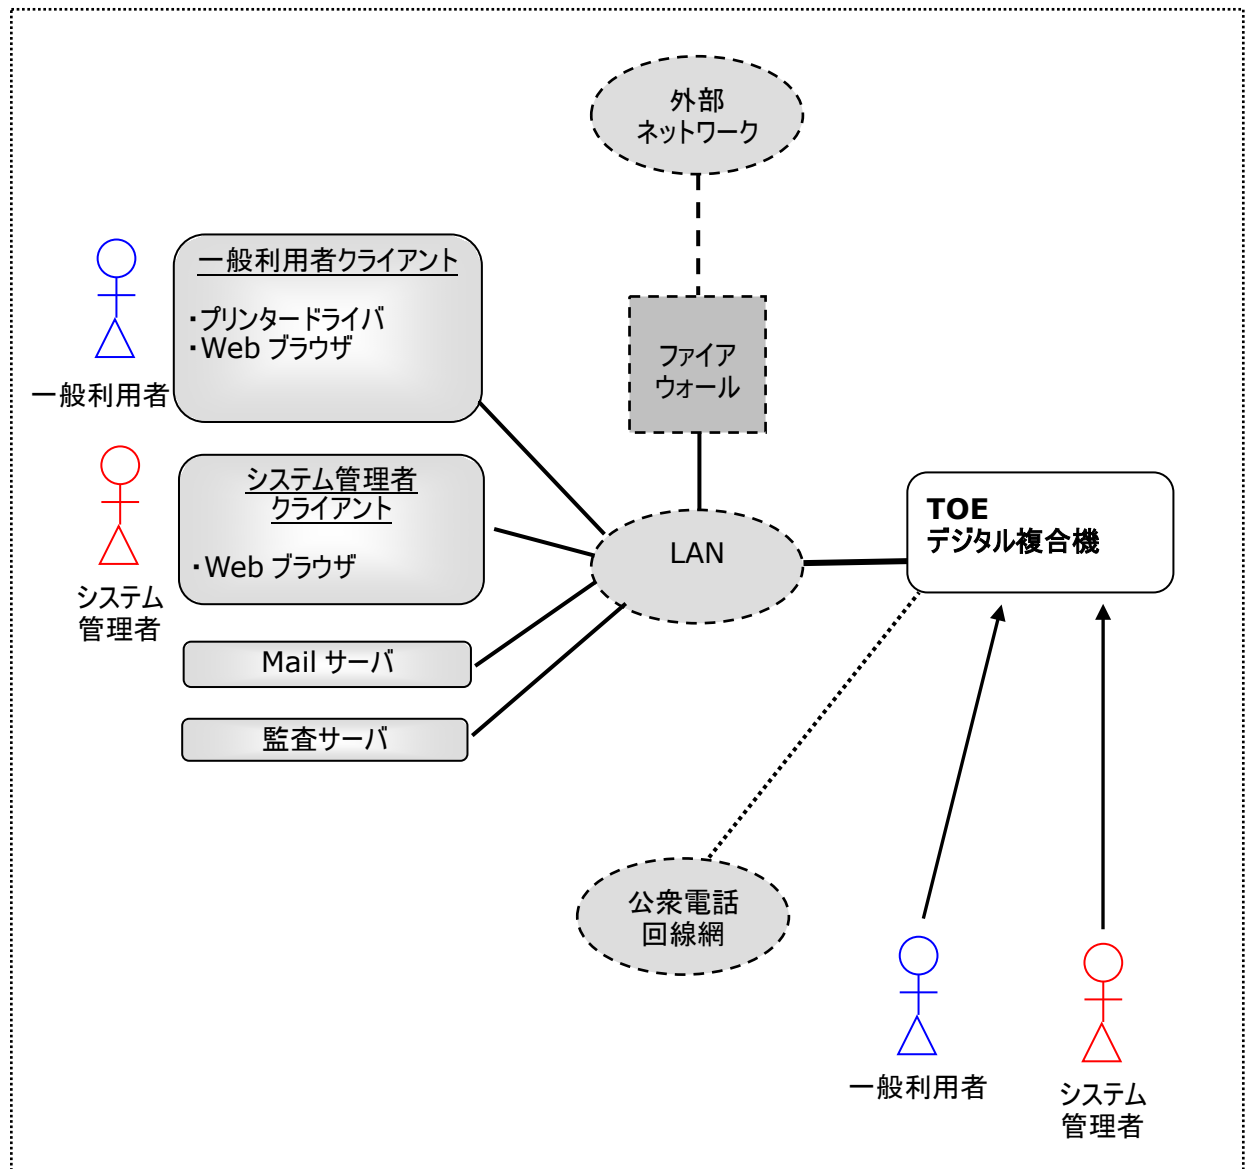 外部
ネットワーク
一般利用者クライアント
・プリンタードライバ
・Web ブラウザ
一般利用者
ファイア
ウォール
システム管理者
クライアント
・Web ブラウザ
システム
管理者
LAN
TOE
デジタル複合機
Mail サーバ
監査サーバ
公衆電話
回線網
一般利用者
システム
管理者